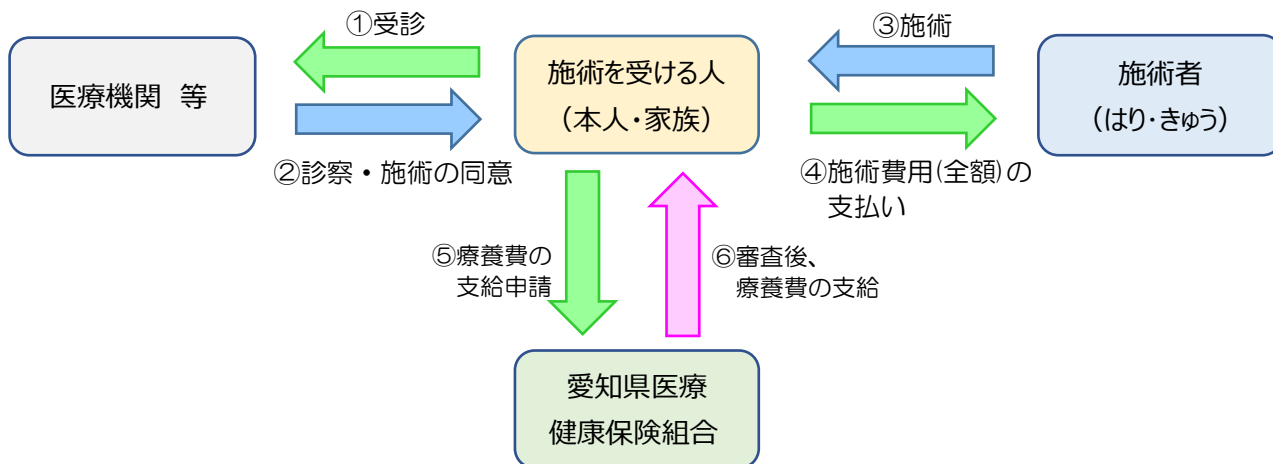 ①受診
③施術
医療機関 等
施術を受ける人
(本人・家族)
施術者
(はり・きゅう)
②診察・施術の同意
④施術費用(全額)の
支払い
⑤療養費の
支給申請
⑥審査後、
療養費の支給
愛知県医療
健康保険組合